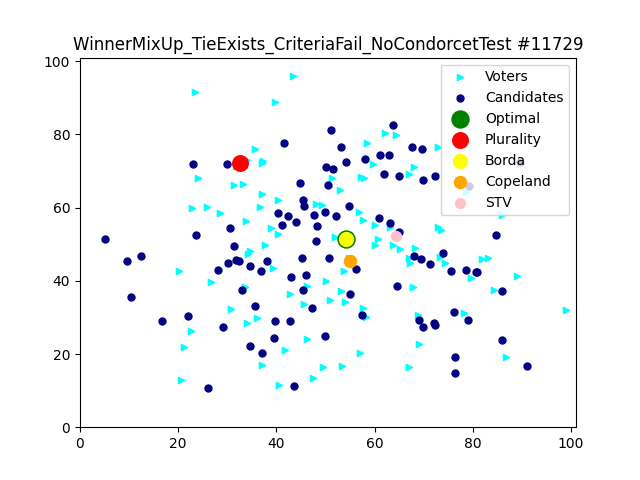 WinnerMixUp_TieExists_CriteriaFail_NoCondorcetTest #11729
100
80
60
40
20
0
0 20 40 60 80 100
Voters
Candidates
Optimal
Plurality
Borda
Copeland
STV